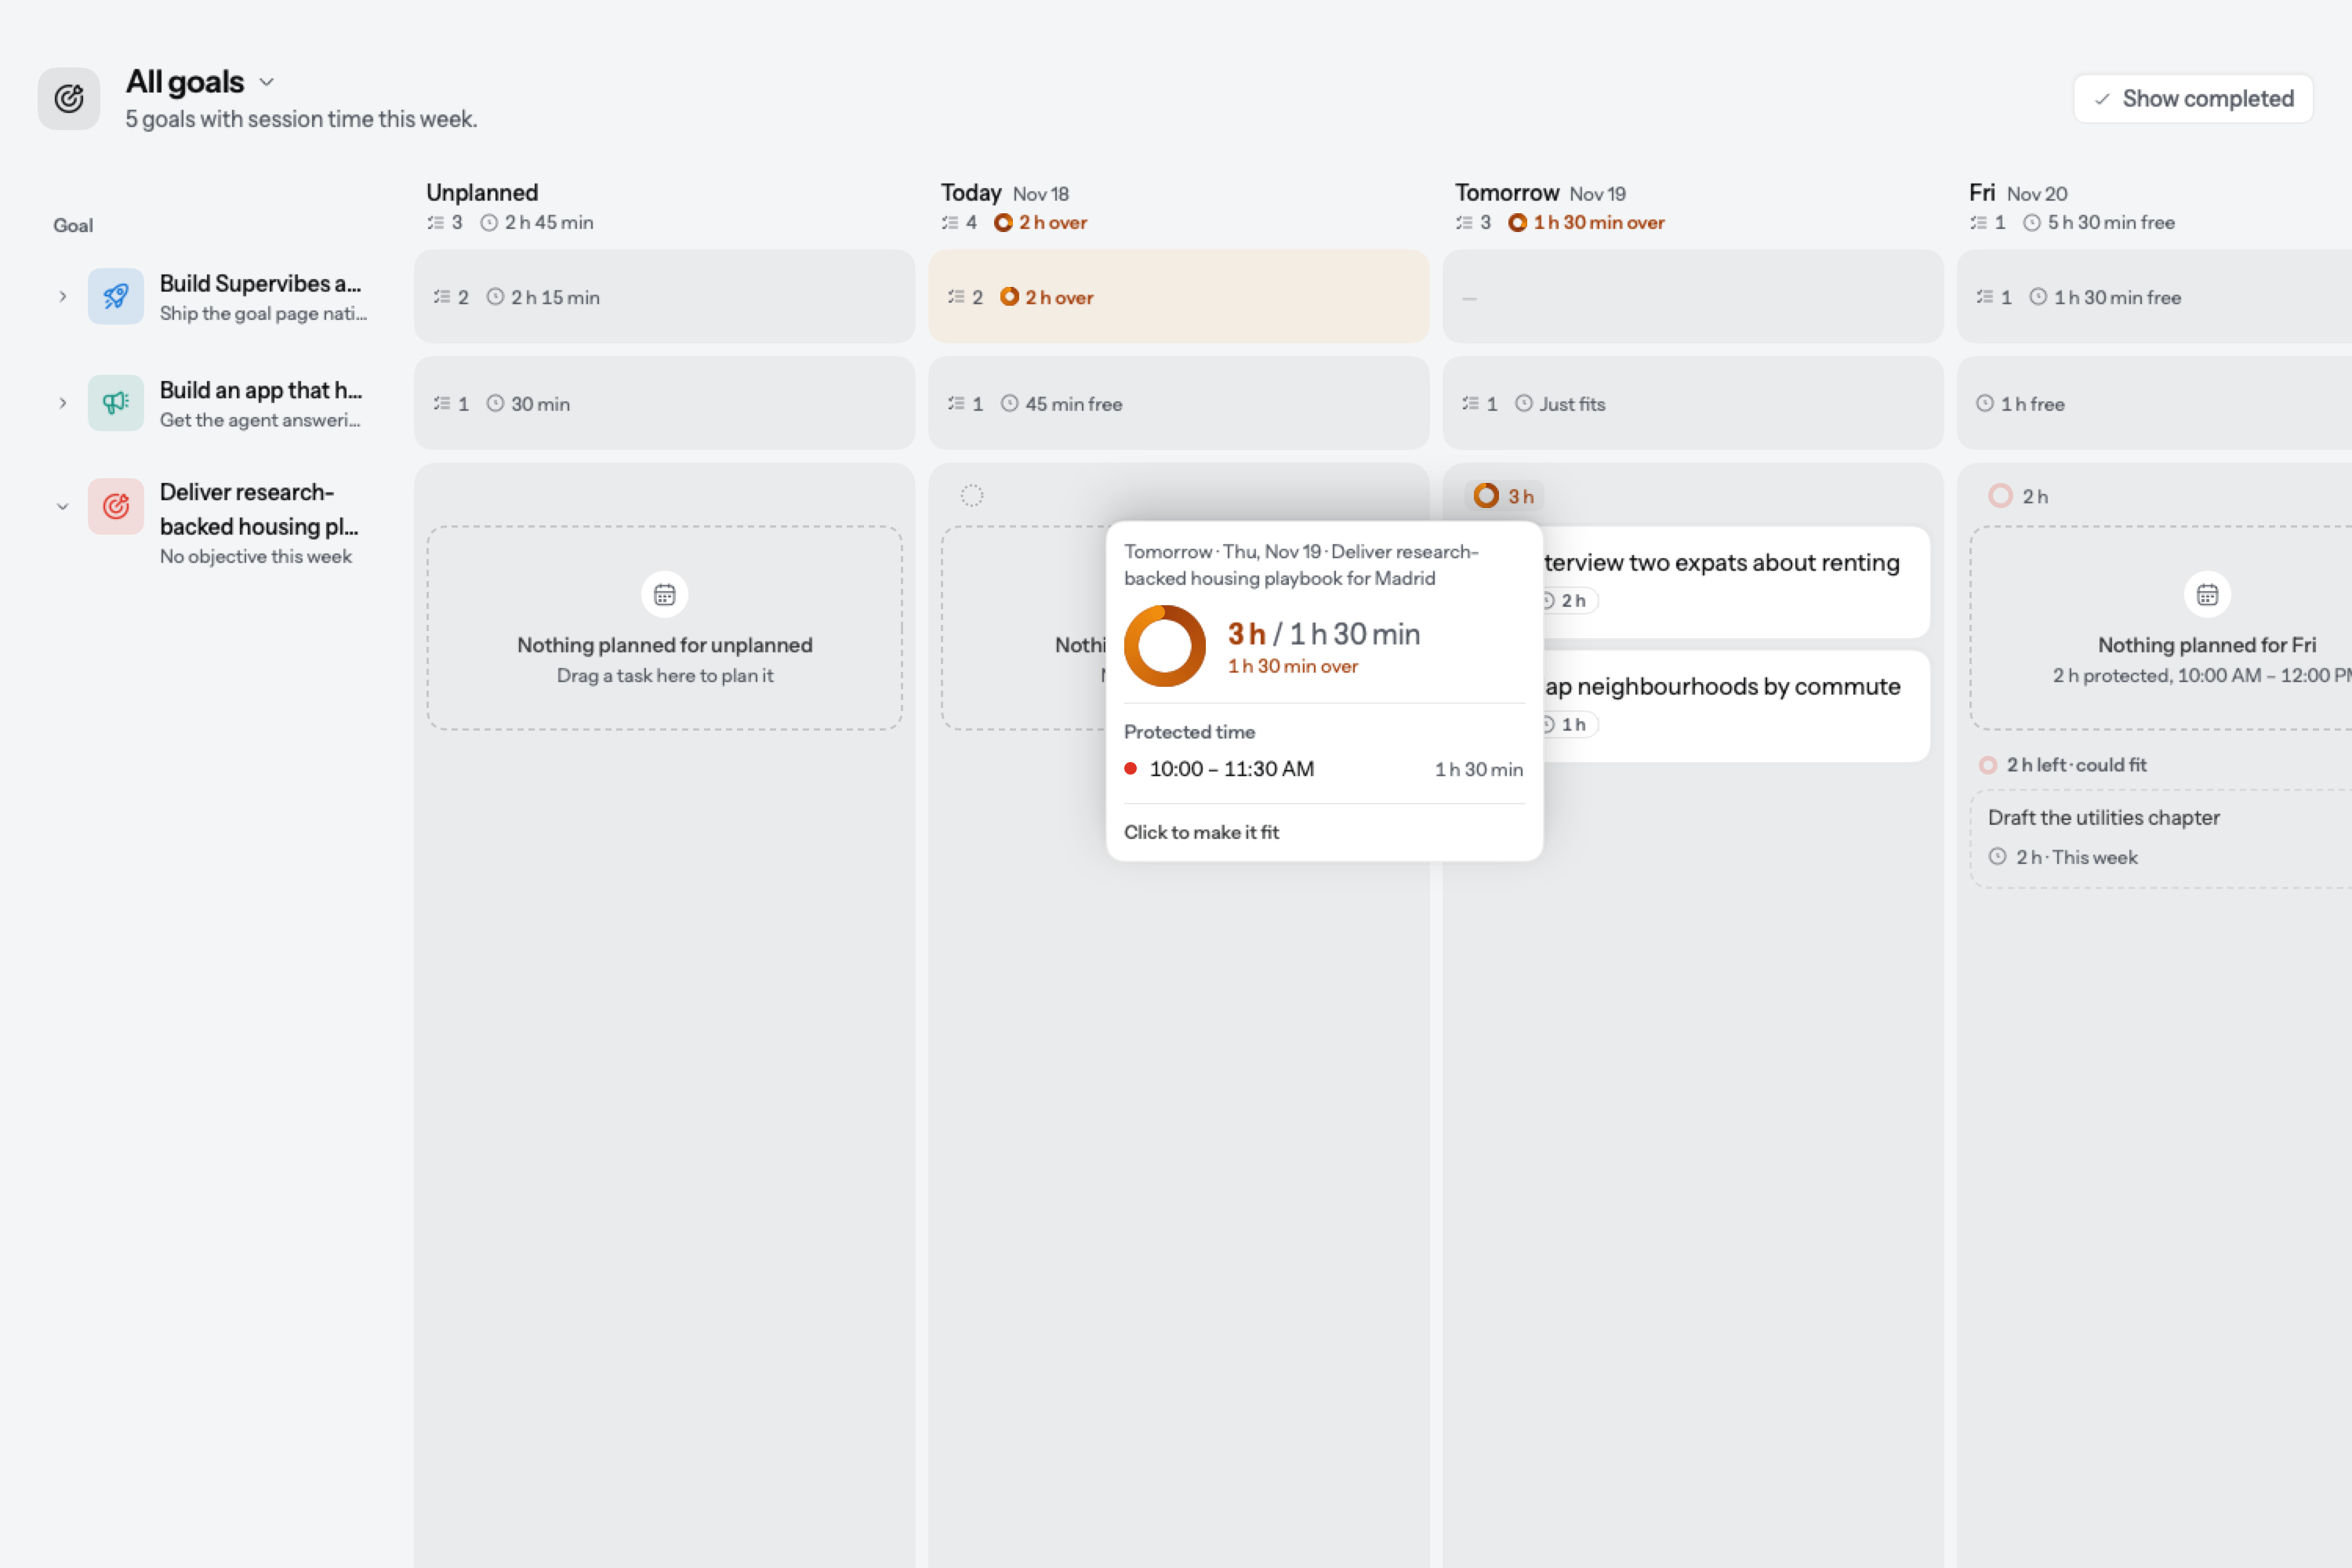 All goals
5 goals with session time this week.
Show completed
Goal
Unplanned
3 2 h 45 min
Today Nov 18
4 2 h over
Tomorrow Nov 19
3 1 h 30 min over
Fri Nov 20
1 5 h 30 min free
Build Supervibes a...
Ship the goal page nati...
2 2 h 15 min
2 2 h over
–
1 1 h 30 min free
Build an app that h...
Get the agent answeri...
1 30 min
1 45 min free
1 Just fits
1 h free
Deliver research-
backed housing pl...
No objective this week
Nothing planned for unplanned
Drag a task here to plan it
Nothi
3 h
Tomorrow · Thu, Nov 19 · Deliver research-
backed housing playbook for Madrid
3 h / 1 h 30 min
1 h 30 min over
Protected time
10:00 – 11:30 AM 1 h 30 min
Click to make it fit
terview two expats about renting
2 h
ap neighbourhoods by commute
1 h
2 h
Nothing planned for Fri
2 h protected, 10:00 AM – 12:00 PM
2 h left · could fit
Draft the utilities chapter
2 h · This week